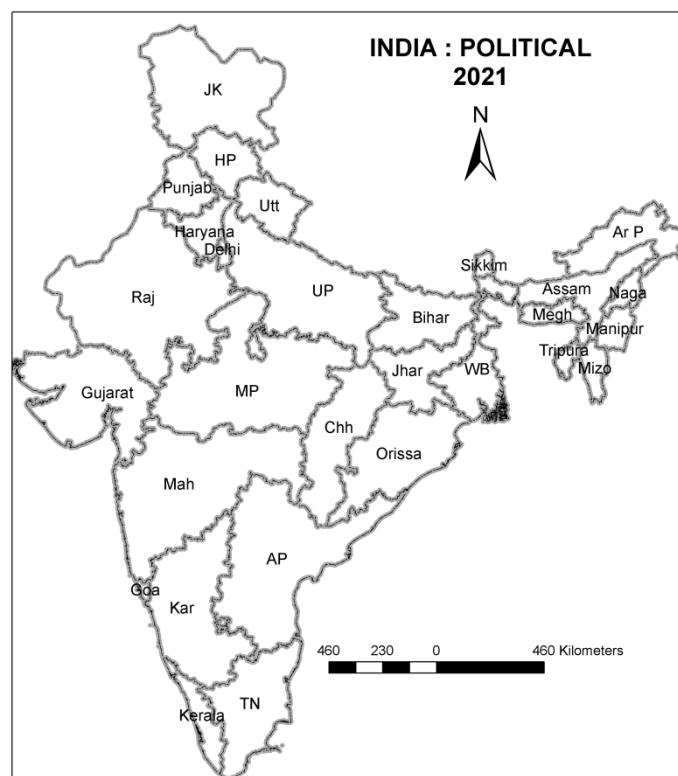 INDIA : POLITICAL
2021
N
JK
HP
Punjab
Utt
Haryana
Delhi
Ar P
Sikkim
Raj
UP
Assam
Naga
Bihar
Megh
Manipur
Tripura
Mizo
Gujarat
MP
Jhar
WB
Chh
Orissa
Mah
AP
Goa
Kar
460 230 0 460 Kilometers
TN
Kerala